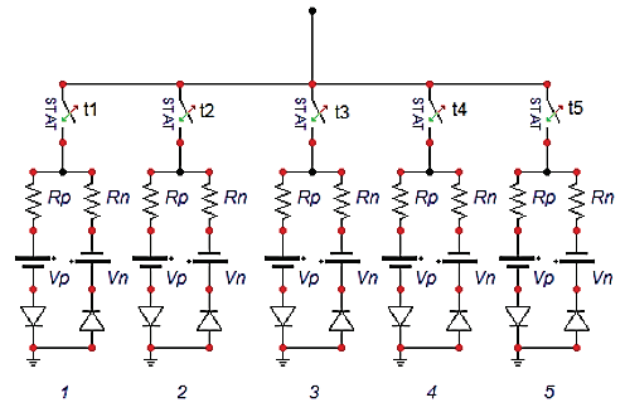 STAT t1 STAT t2 STAT t3 STAT t4 STAT t5
Rp Rn Rp Rn Rp Rn Rp Rn Rp Rn
+ + + + + + + + + +
Vp Vn Vp Vn Vp Vn Vp Vn Vp Vn
1 2 3 4 5